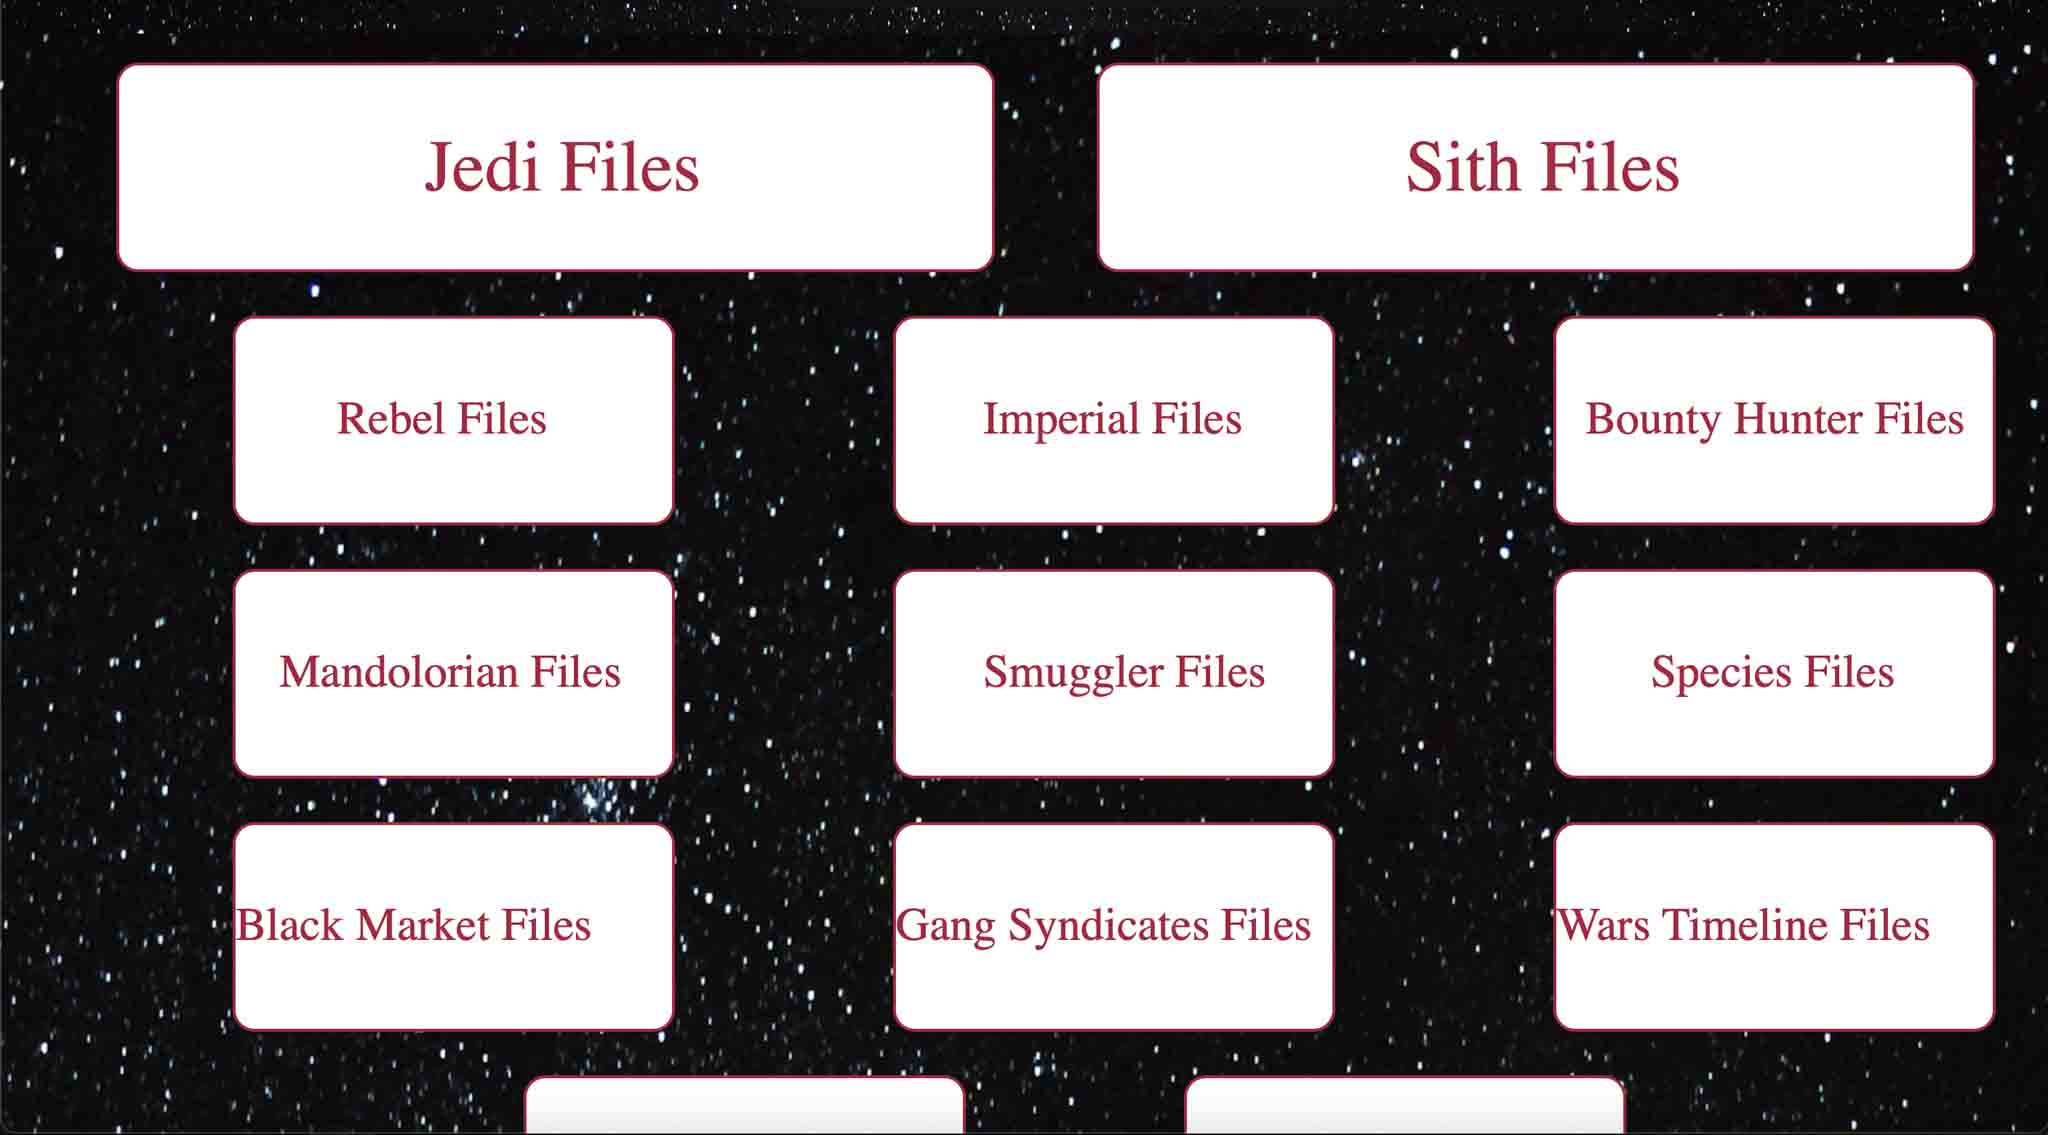 Jedi Files
Sith Files
Rebel Files
Imperial Files
Bounty Hunter Files
Mandolorian Files
Smuggler Files
Species Files
Black Market Files
Gang Syndicates Files
Wars Timeline Files